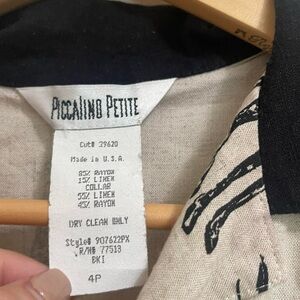 PICCALINO PETITE
Cut# 29620
Made in U.S.A.
85% RAYON
15% LINEN
COLLAR
55% LINEN
45% RAYON
DRY CLEAN ONLY
Style# 907622PX
R/N# 77513
BKI
4P